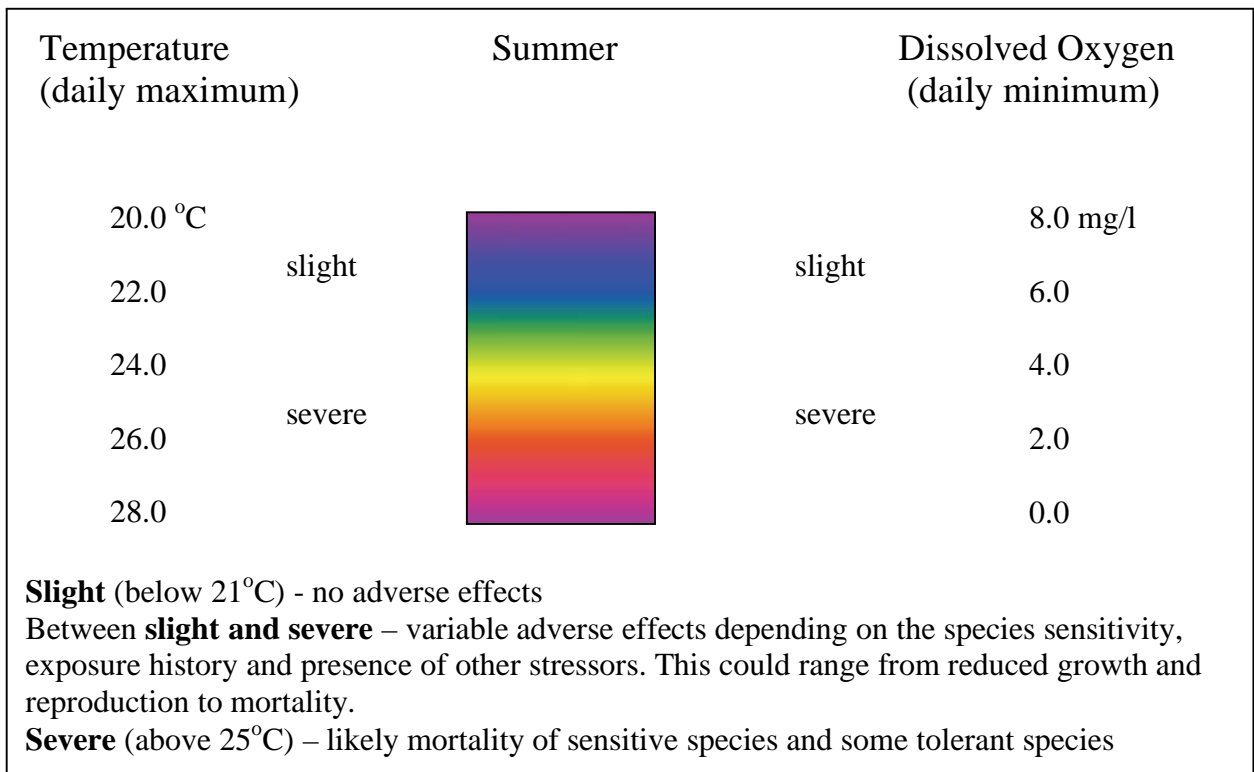 Temperature Summer Dissolved Oxygen
(daily maximum) (daily minimum)
20.0 °C 8.0 mg/l
slight slight
22.0 6.0
24.0 4.0
severe severe
26.0 2.0
28.0 0.0
Slight (below 21°C) - no adverse effects
Between slight and severe – variable adverse effects depending on the species sensitivity,
exposure history and presence of other stressors. This could range from reduced growth and
reproduction to mortality.
Severe (above 25°C) – likely mortality of sensitive species and some tolerant species